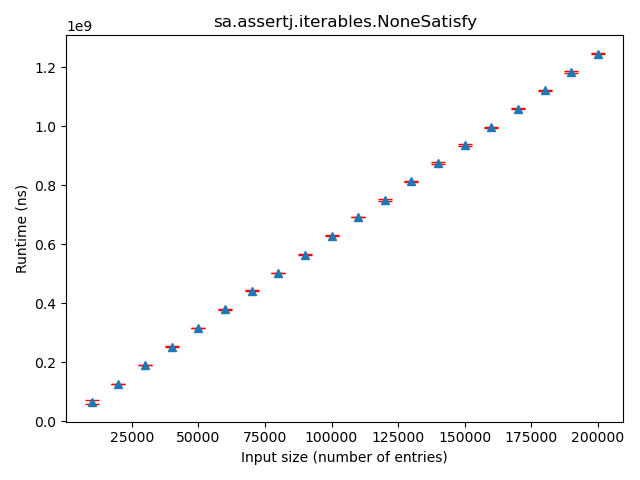 sa.assertj.iterables.NoneSatisfy
1e9
1.2
1.0
0.8
0.6
0.4
0.2
0.0
Runtime (ns)
25000 50000 75000 100000 125000 150000 175000 200000
Input size (number of entries)